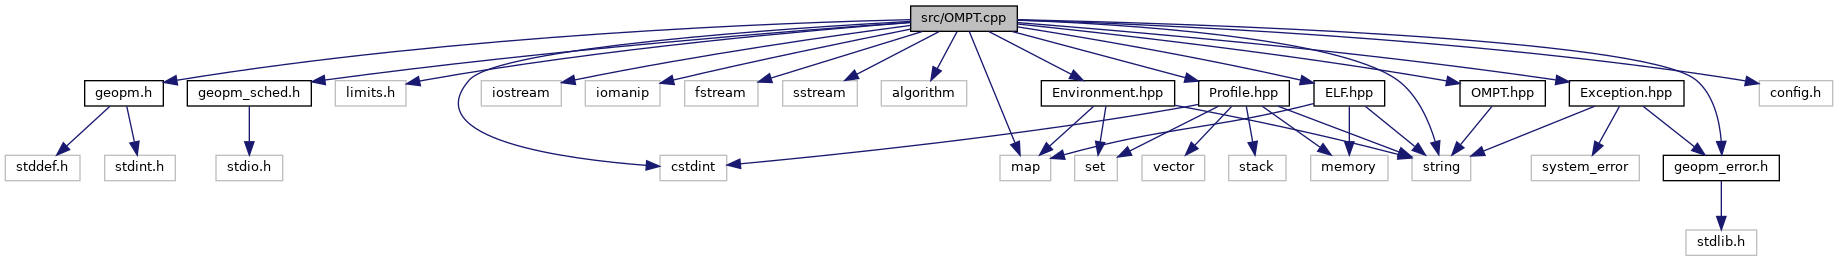 src/OMPT.cpp
geopm.h
geopm_sched.h
limits.h
iostream
iomanip
fstream
sstream
algorithm
Environment.hpp
Profile.hpp
ELF.hpp
OMPT.hpp
Exception.hpp
config.h
stddef.h
stdint.h
stdio.h
cstdint
map
set
vector
stack
memory
string
system_error
geopm_error.h
stdlib.h